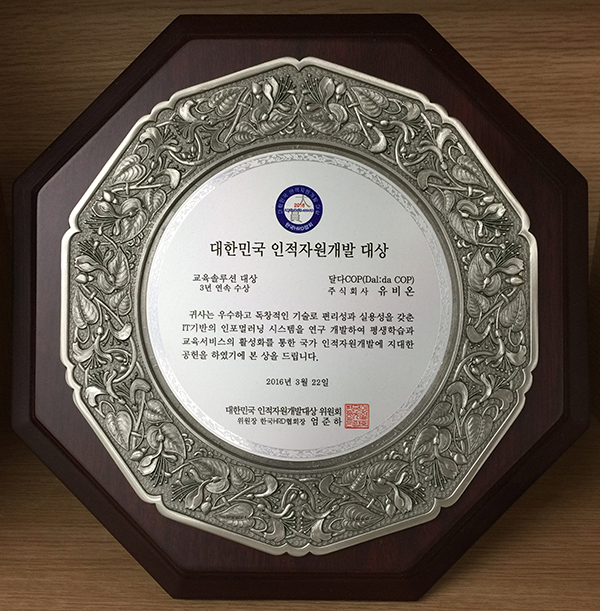 2016
한국HRD협회
대한민국 인적자원개발 대상
교육솔루션 대상
3년 연속 수상
달다COP(Dal:da COP)
주식회사 유비온
귀사는 우수하고 독창적인 기술로 편리성과 실용성을 갖춘
IT기반의 인포멀러닝 시스템을 연구 개발하여 평생학습과
교육서비스의 활성화를 통한 국가 인적자원개발에 지대한
공헌을 하였기에 본 상을 드립니다.
2016년 3월 22일
대한민국 인적자원개발대상 위원회
위원장 한국HRD협회장 엄준하